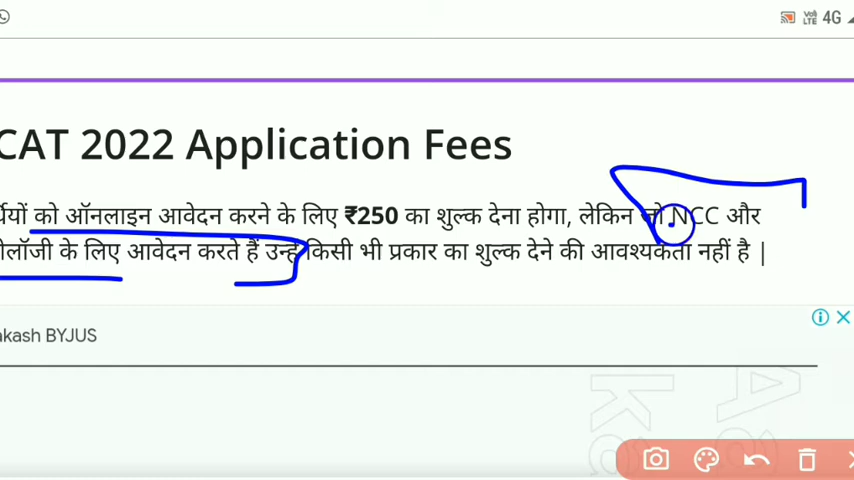 4G
CAT 2022 Application Fees
को ऑनलाइन आवेदन करने के लिए ₹250 का शुल्क देना होगा, लेकिन जो NCC और
के लिए आवेदन करते हैं उन्हें किसी भी प्रकार का शुल्क देने की आवश्यकता नहीं है |
akash BYJUS